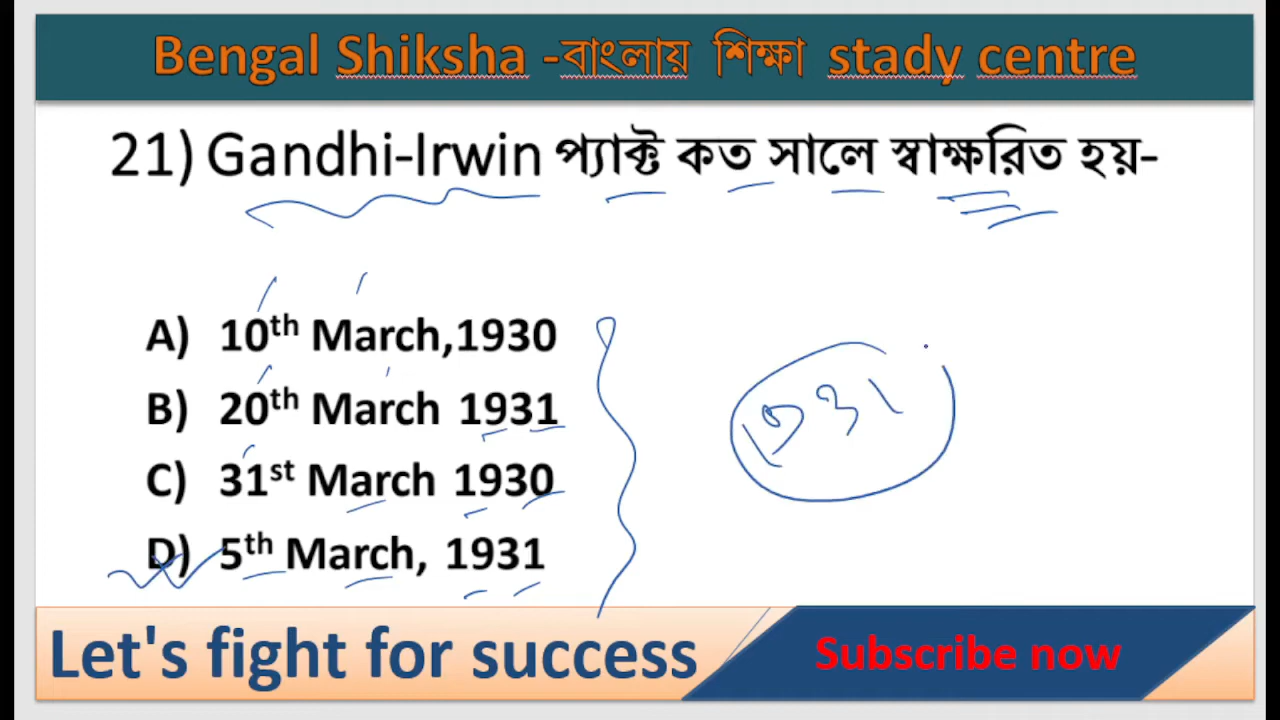 Bengal Shiksha -বাংলায় শিক্ষা stady centre
21) Gandhi-Irwin প্যাক্ট কত সালে স্বাক্ষরিত হয়-
A) 10th March,1930
B) 20th March 1931
C) 31st March 1930
D) 5th March, 1931
1931
Let's fight for success
Subscribe now